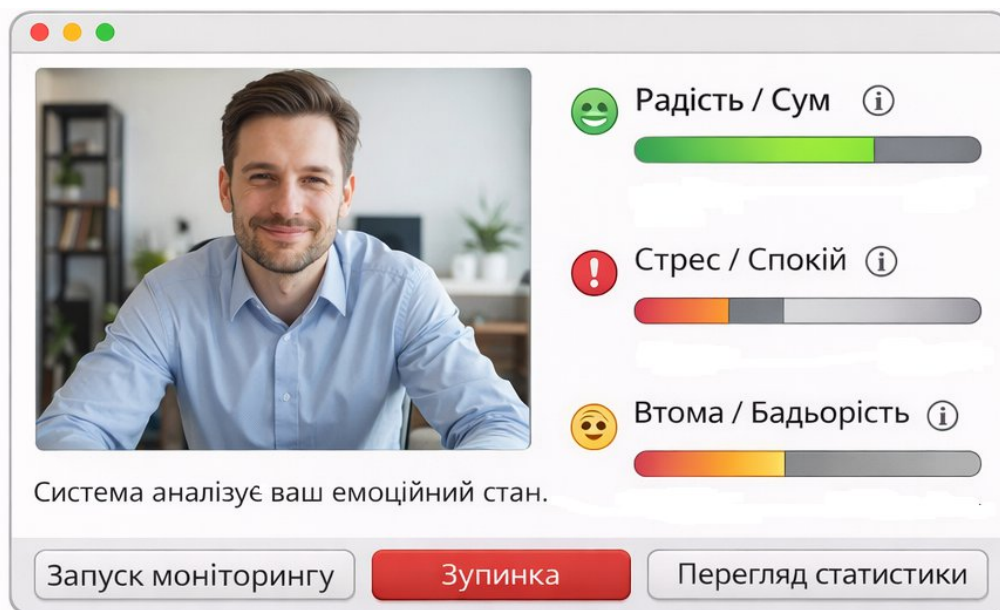 Радість / Сум
Стрес / Спокій
Втома / Бадьорість
Система аналізує ваш емоційний стан.
Запуск моніторингу
Зупинка
Перегляд статистики